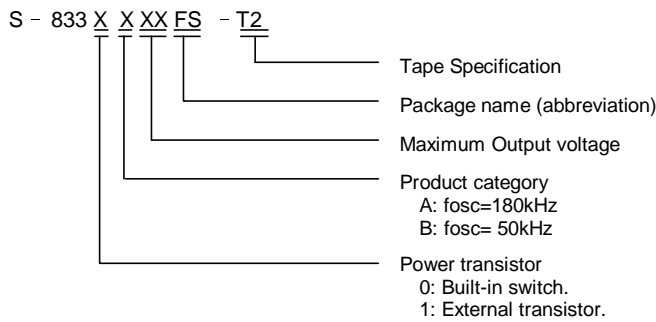 S - 833 X X XX FS - T2
Tape Specification
Package name (abbreviation)
Maximum Output voltage
Product category
A: fosc=180kHz
B: fosc= 50kHz
Power transistor
0: Built-in switch.
1: External transistor.